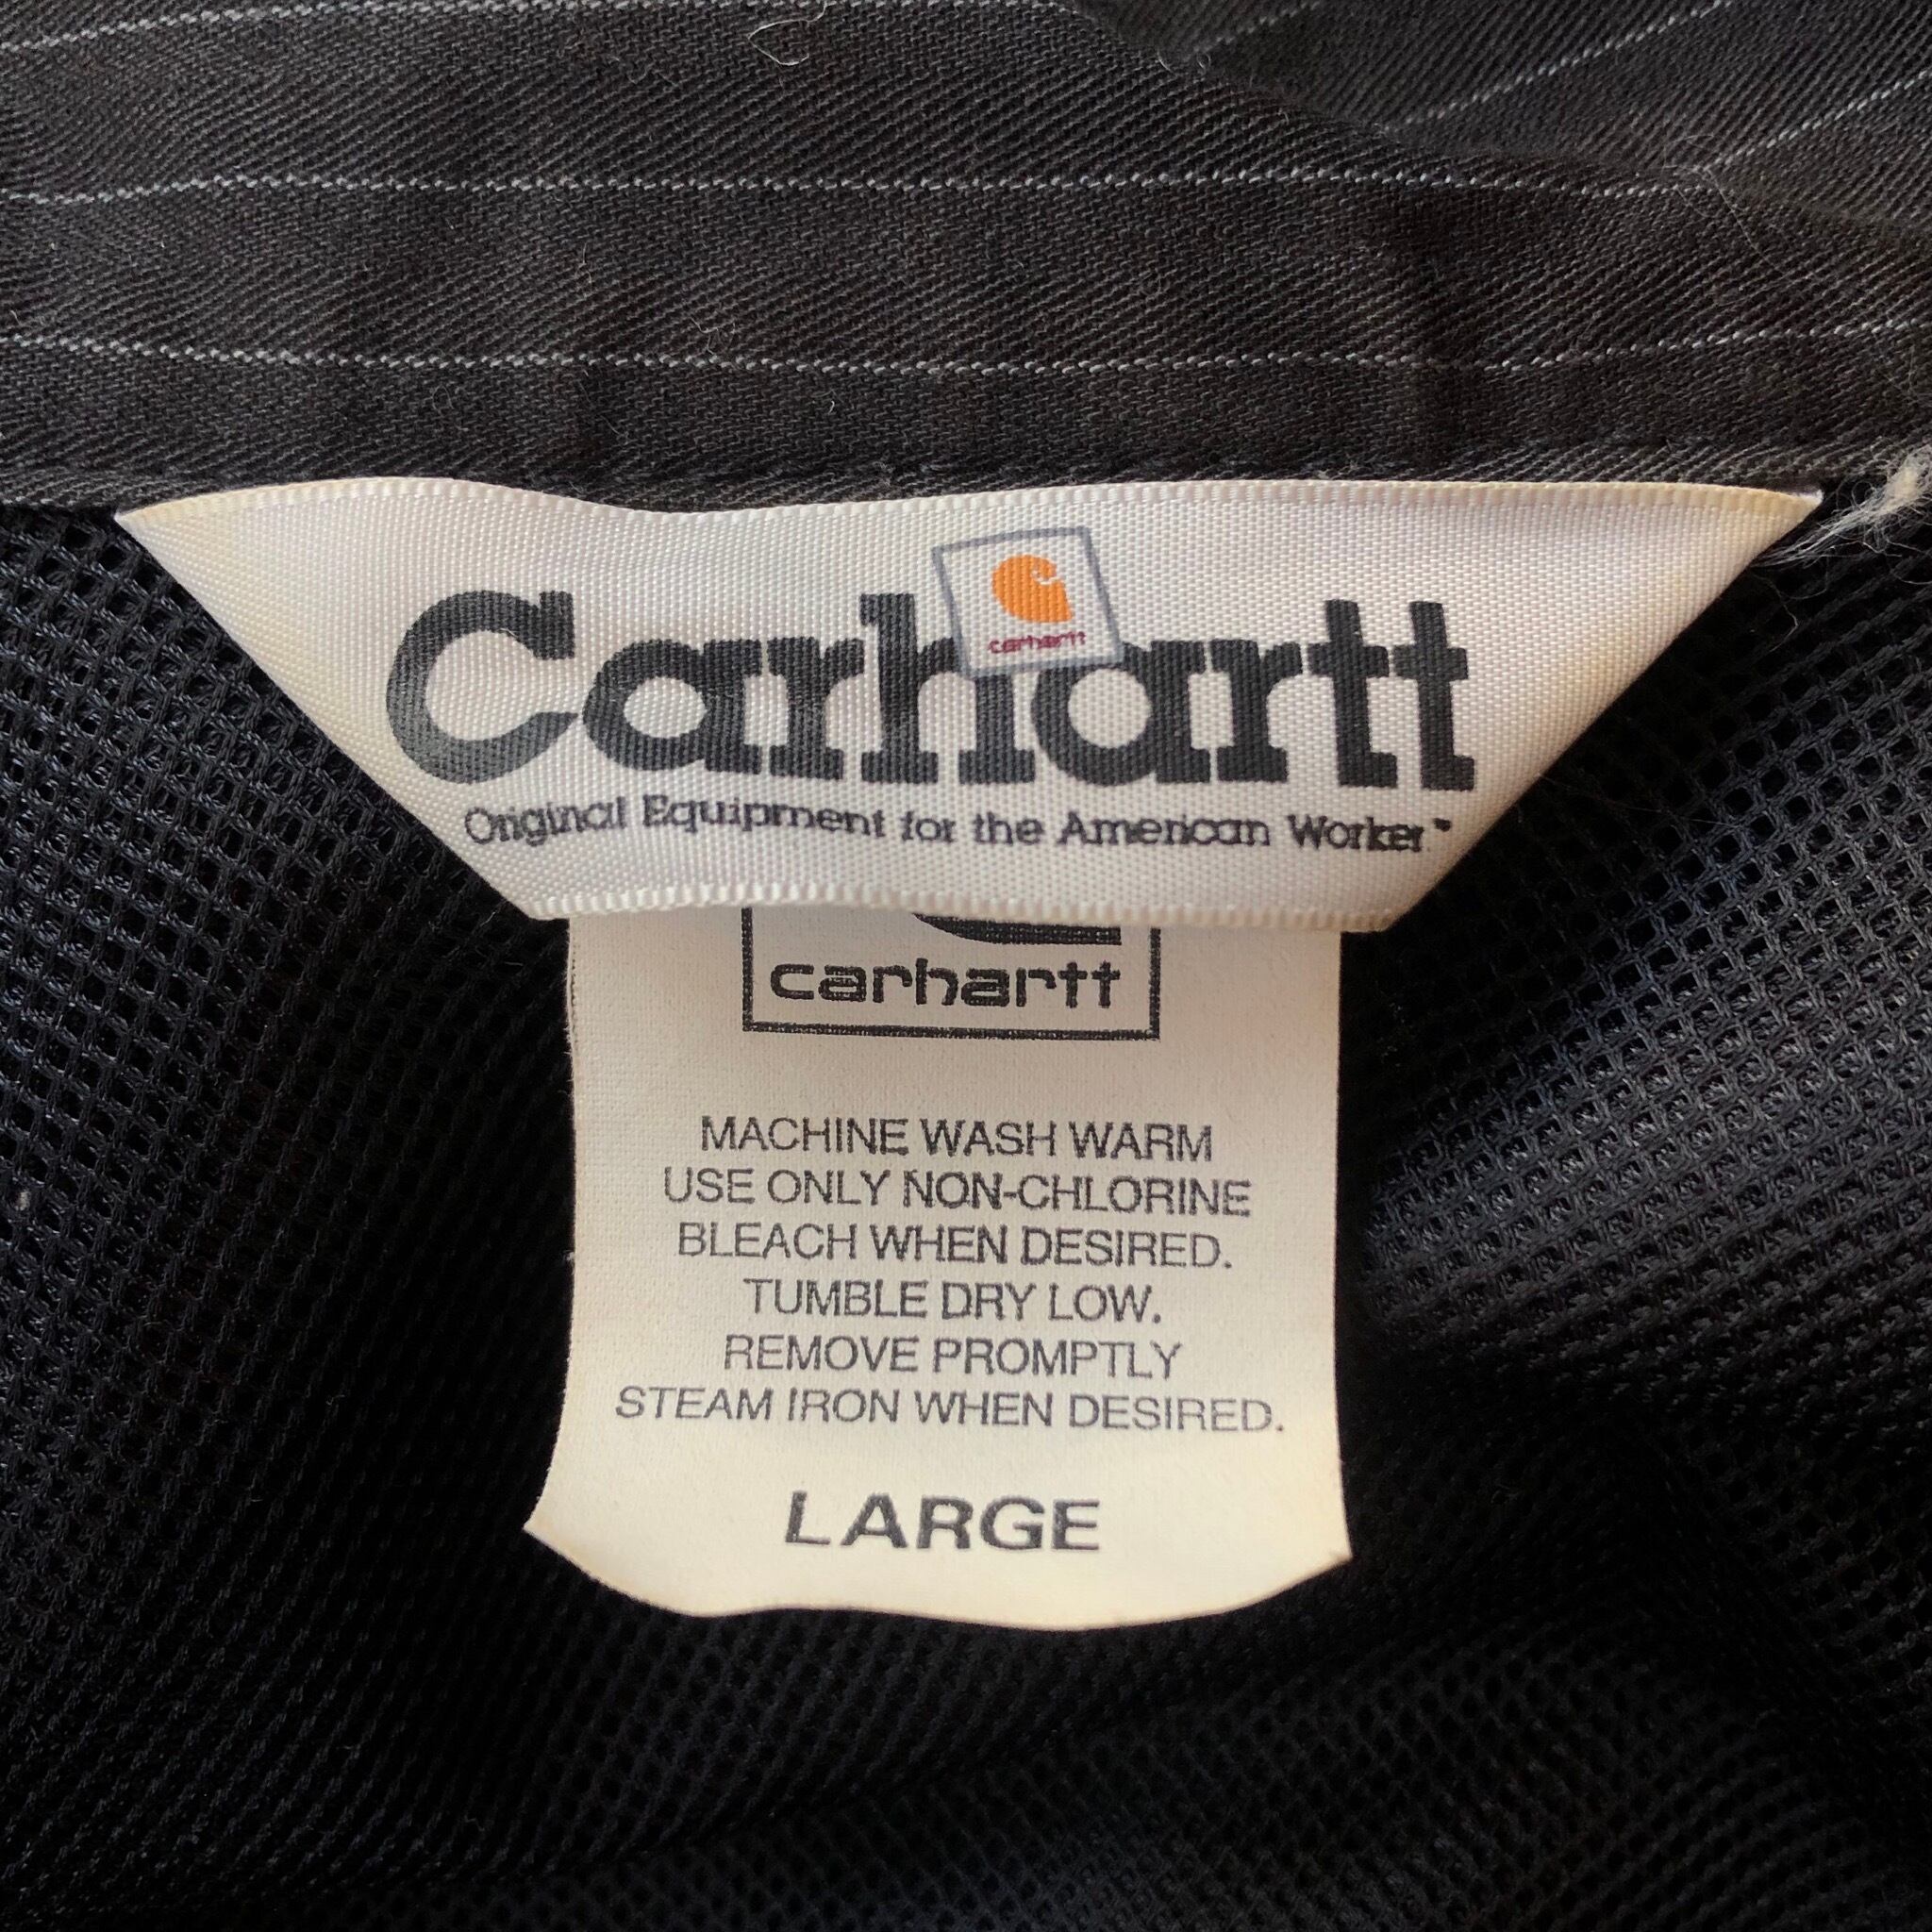 Carhartt
carhartt
Original Equipment for the American Worker™
carhartt
MACHINE WASH WARM
USE ONLY NON-CHLORINE
BLEACH WHEN DESIRED.
TUMBLE DRY LOW.
REMOVE PROMPTLY
STEAM IRON WHEN DESIRED.
LARGE